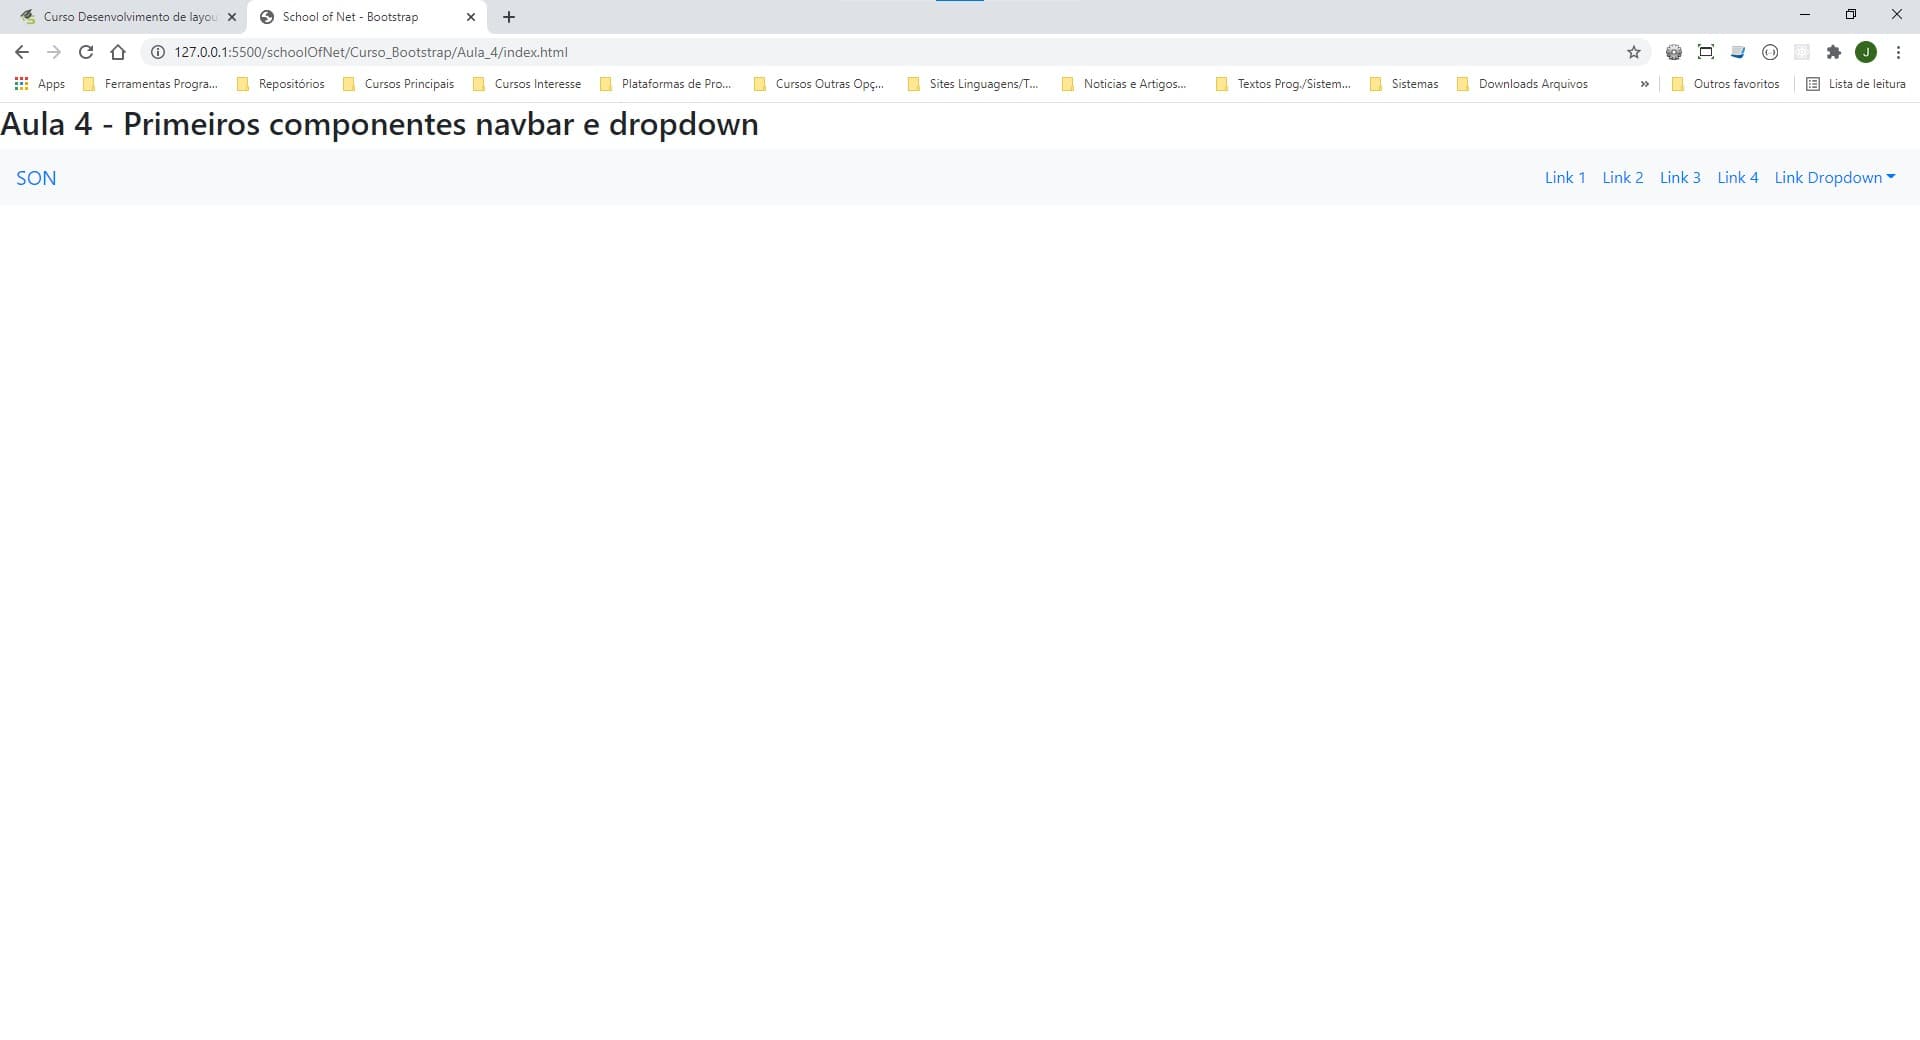 Curso Desenvolvimento de layou
School of Net - Bootstrap
127.0.0.1:5500/schoolOfNet/Curso_Bootstrap/Aula_4/index.html
J
Apps Ferramentas Progra... Repositórios Cursos Principais Cursos Interesse Plataformas de Pro... Cursos Outras Opç... Sites Linguagens/T... Noticias e Artigos... Textos Prog./Sistem... Sistemas Downloads Arquivos » Outros favoritos Lista de leitura
Aula 4 - Primeiros componentes navbar e dropdown
SON Link 1 Link 2 Link 3 Link 4 Link Dropdown